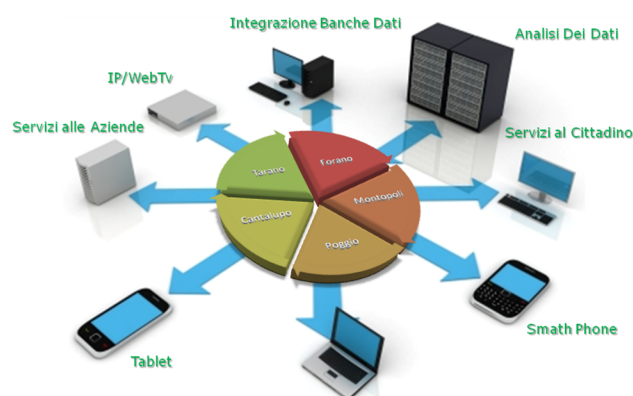 Integrazione Banche Dati
Analisi Dei Dati
IP/WebTv
Servizi alle Aziende
Servizi al Cittadino
Tarano
Forano
Montopoli
Cantalupo
Poggio
Smath Phone
Tablet